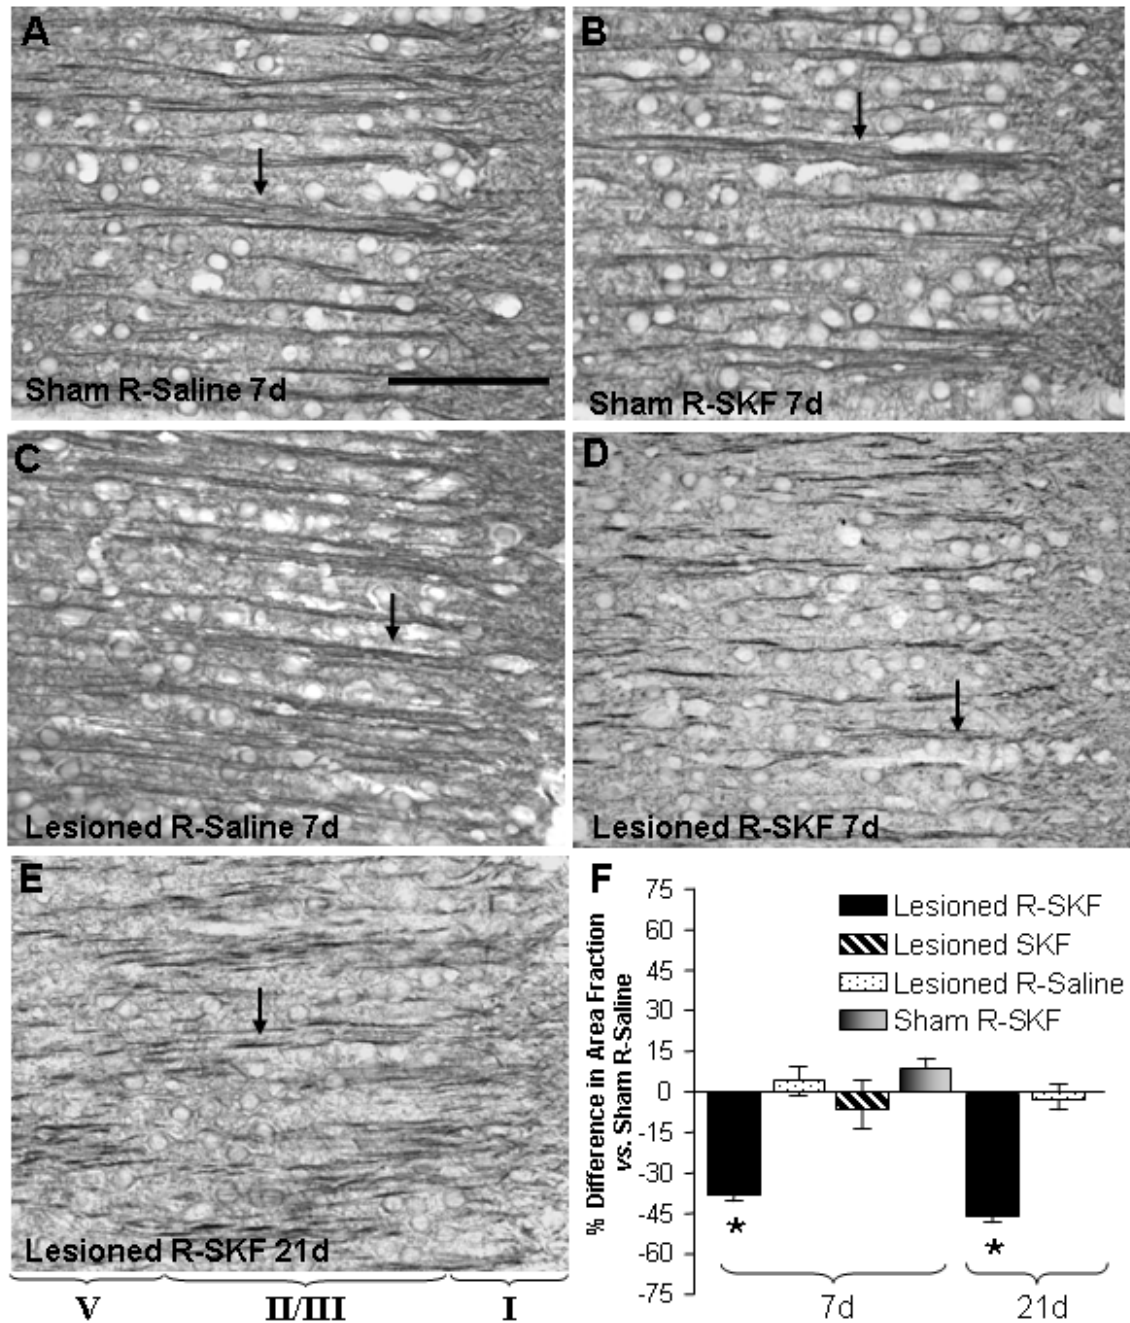 A
Sham R-Saline 7d
B
Sham R-SKF 7d
C
Lesioned R-Saline 7d
D
Lesioned R-SKF 7d
E
Lesioned R-SKF 21d
V
II/III
I
F
% Difference in Area Fraction
vs. Sham R-Saline
75
60
45
30
15
0
-15
-30
-45
-60
-75
Lesioned R-SKF
Lesioned SKF
Lesioned R-Saline
Sham R-SKF
*
*
7d
21d